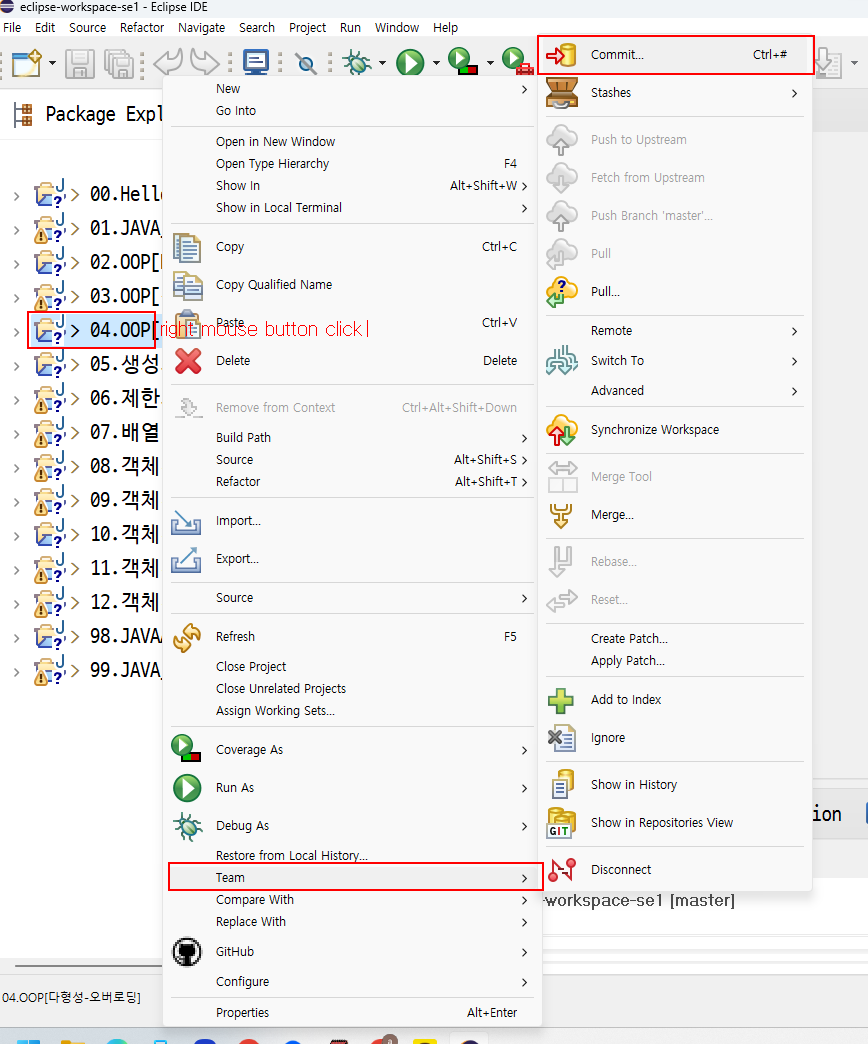 eclipse-workspace-se1 - Eclipse IDE
File Edit Source Refactor Navigate Search Project Run Window Help
Package Expl
00.Hello
01.JAVA
02.OOP[
03.OOP[
04.OOP[
right mouse button click
05.생성
06.제한
07.배열
08.객체
09.객체
10.객체
11.객체
12.객체
98.JAVA
99.JAVA_
New
Go Into
Open in New Window
Open Type Hierarchy F4
Show In Alt+Shift+W
Show in Local Terminal
Copy Ctrl+C
Copy Qualified Name
Paste Ctrl+V
Delete Delete
Remove from Context Ctrl+Alt+Shift+Down
Build Path
Source Alt+Shift+S
Refactor Alt+Shift+T
Import...
Export...
Source
Refresh F5
Close Project
Close Unrelated Projects
Assign Working Sets...
Coverage As
Run As
Debug As
Restore from Local History...
Team
Compare With
Replace With
GitHub
Configure
Properties Alt+Enter
Commit... Ctrl+#
Stashes
Push to Upstream
Fetch from Upstream
Push Branch 'master'...
Pull
Pull...
Remote
Switch To
Advanced
Synchronize Workspace
Merge Tool
Merge...
Rebase...
Reset...
Create Patch...
Apply Patch...
Add to Index
Ignore
Show in History
GIT Show in Repositories View
Disconnect
ion
-workspace-se1 [master]
04.OOP[다형성-오버로딩]